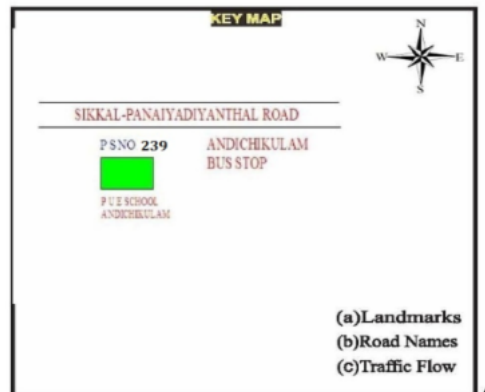 KEY MAP
N
W E
S
SIKKAL-PANAIYADIYANTHAL ROAD
PSNO 239
ANDICHIKULAM
BUS STOP
P U E SCHOOL
ANDICHIKULAM
(a)Landmarks
(b)Road Names
(c)Traffic Flow